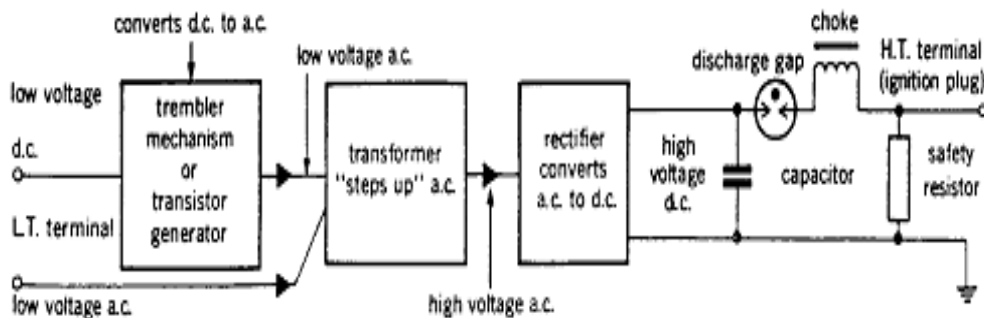 converts d.c. to a.c.
low voltage
d.c.
L.T. terminal
low voltage a.c.
trembler
mechanism
or
transistor
generator
low voltage a.c.
transformer
"steps up" a.c.
high voltage a.c.
rectifier
converts
a.c. to d.c.
high
voltage
d.c.
discharge gap
capacitor
choke
H.T. terminal
(ignition plug)
safety
resistor